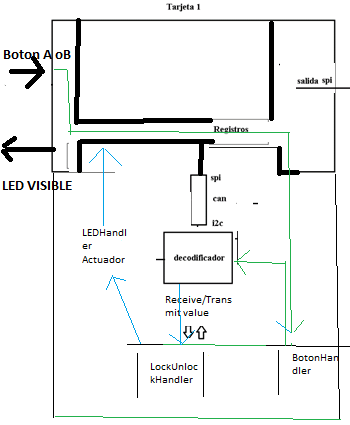 Tarjeta 1
Boton A oB
salida spi
Registros
LED VISIBLE
spi
can
i2c
LEDHandl
er
Actuador
decodificador
Receive/Trans
mit value
BotonHan
dler
LockUnloc
kHandler